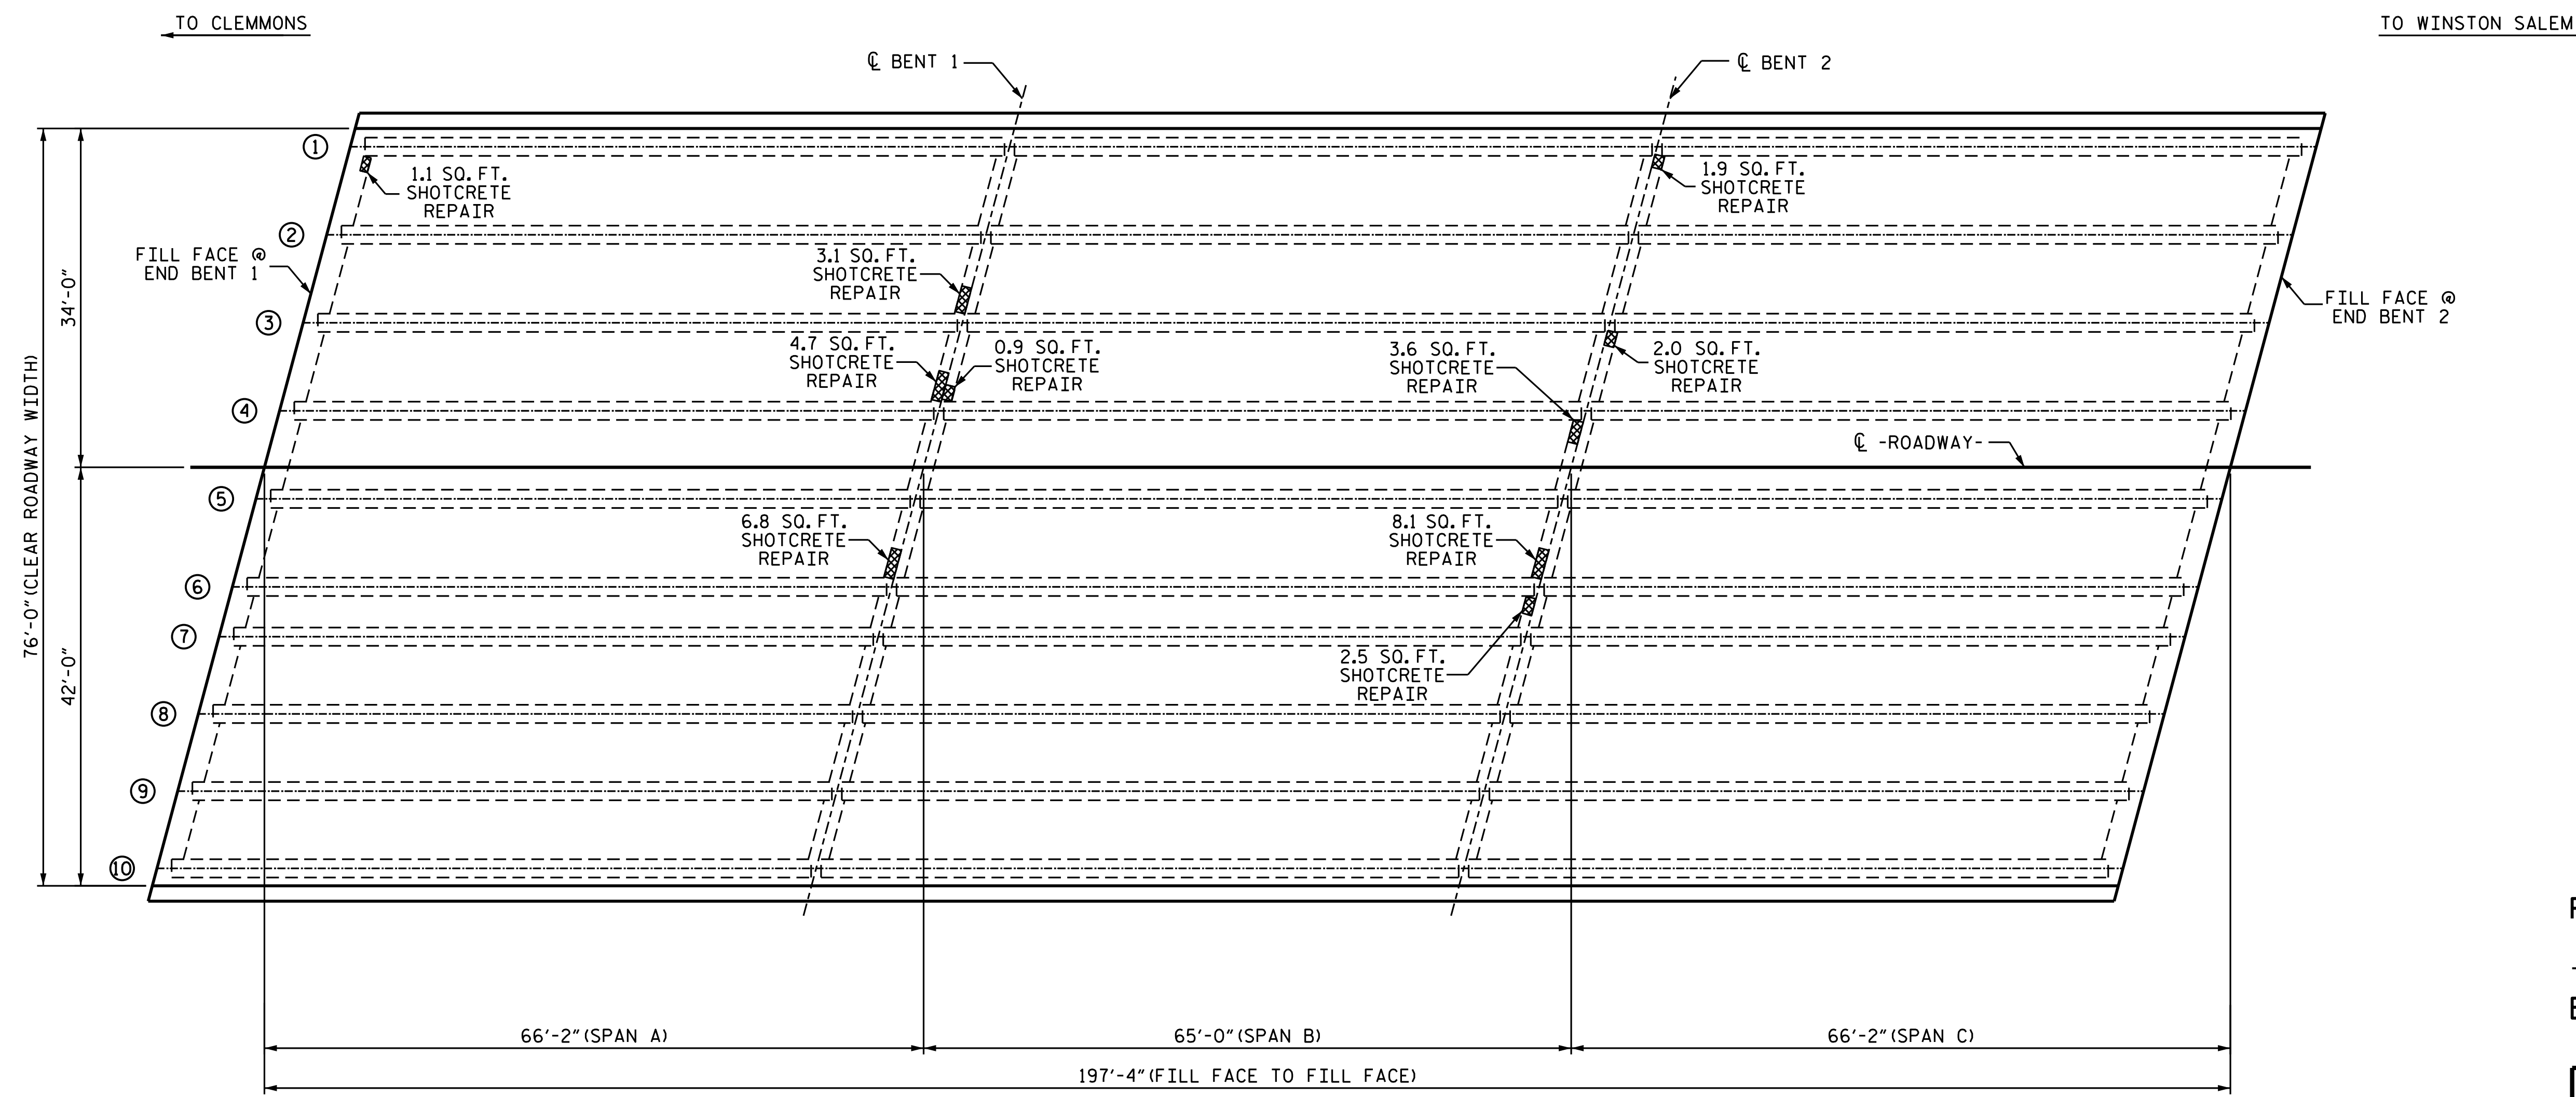 TO CLEMMONS
TO WINSTON SALEM
℄ BENT 1
℄ BENT 2
1
1.1 SQ.FT.
SHOTCRETE
REPAIR
1.9 SQ.FT.
SHOTCRETE
REPAIR
2
FILL FACE @
END BENT 1
3.1 SQ.FT.
SHOTCRETE
REPAIR
34'-0"
FILL FACE @
END BENT 2
3
4.7 SQ.FT.
SHOTCRETE
REPAIR
0.9 SQ.FT.
SHOTCRETE
REPAIR
3.6 SQ.FT.
SHOTCRETE
REPAIR
2.0 SQ.FT.
SHOTCRETE
REPAIR
4
℄ -ROADWAY-
76'-0" (CLEAR ROADWAY WIDTH)
5
6.8 SQ.FT.
SHOTCRETE
REPAIR
8.1 SQ.FT.
SHOTCRETE
REPAIR
6
7
42'-0"
2.5 SQ.FT.
SHOTCRETE
REPAIR
8
9
10
66'-2" (SPAN A)
65'-0" (SPAN B)
66'-2" (SPAN C)
197'-4" (FILL FACE TO FILL FACE)